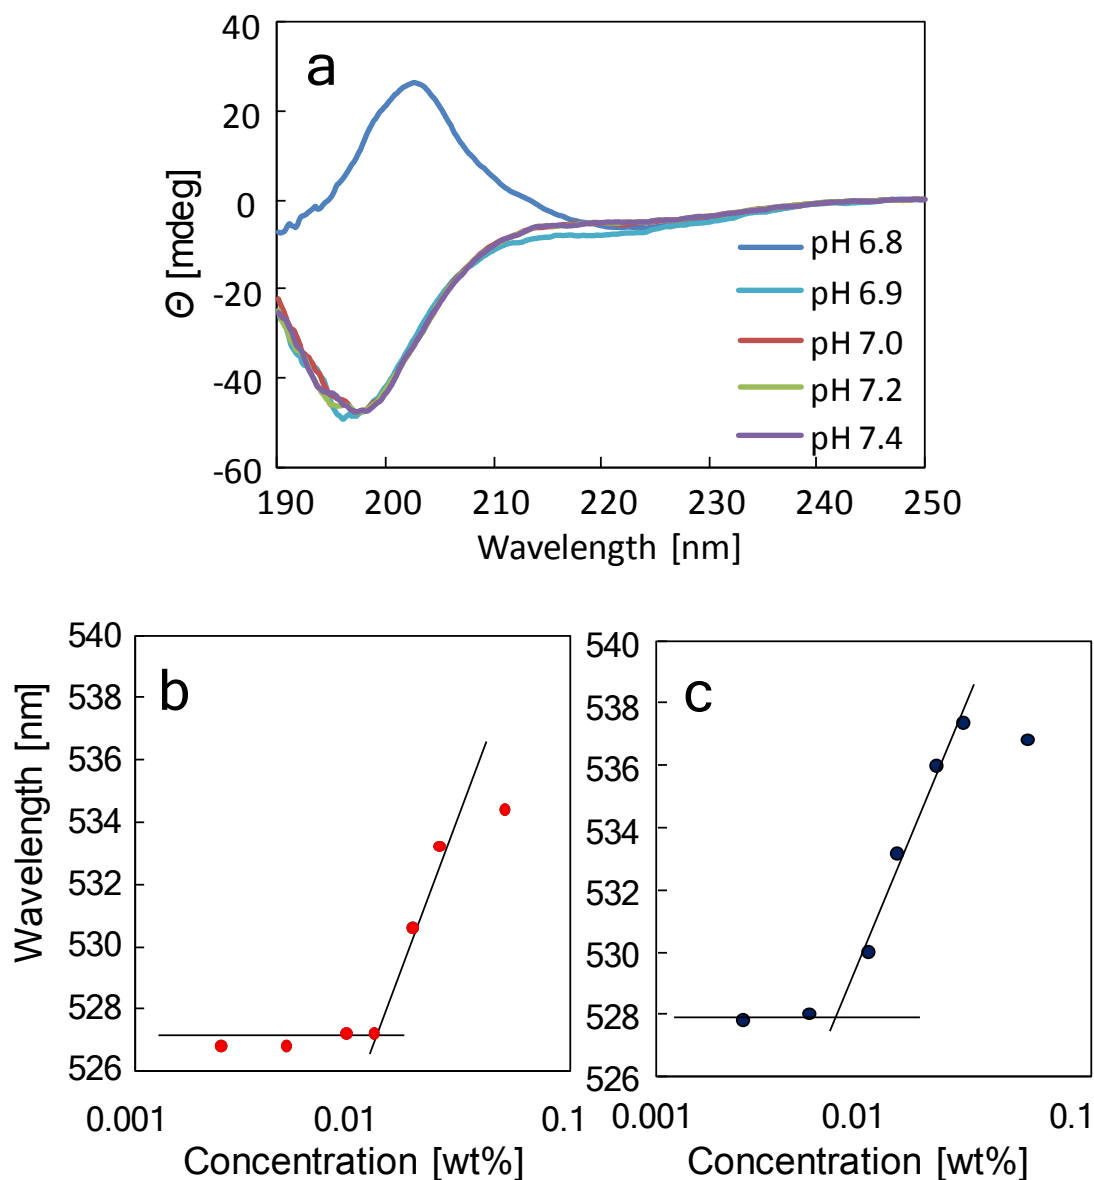 a
40
20
0
-20
-40
-60
Θ [mdeg]
pH 6.8
pH 6.9
pH 7.0
pH 7.2
pH 7.4
190 200 210 220 230 240 250
Wavelength [nm]
b
540
538
536
534
532
530
528
526
Wavelength [nm]
0.001 0.01 0.1
Concentration [wt%]
c
540
538
536
534
532
530
528
526
0.001 0.01 0.1
Concentration [wt%]